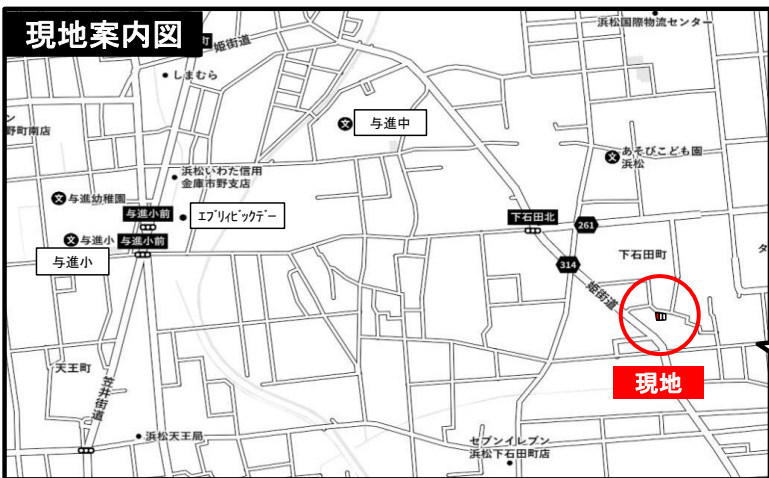 現地案内図
町
姫街道
しまむら
浜松国際物流センター
ン
野町南店
与進中
あそびこども園
浜松
浜松いわた信用
金庫市野支店
与進幼稚園
与進小前
エブリィビックデー
下石田北
261
与進小
与進小前
与進小
下石田町
タ
314
姫街道
天王町
笠井街道
現地
浜松天王局
セブンイレブン
浜松下石田町店